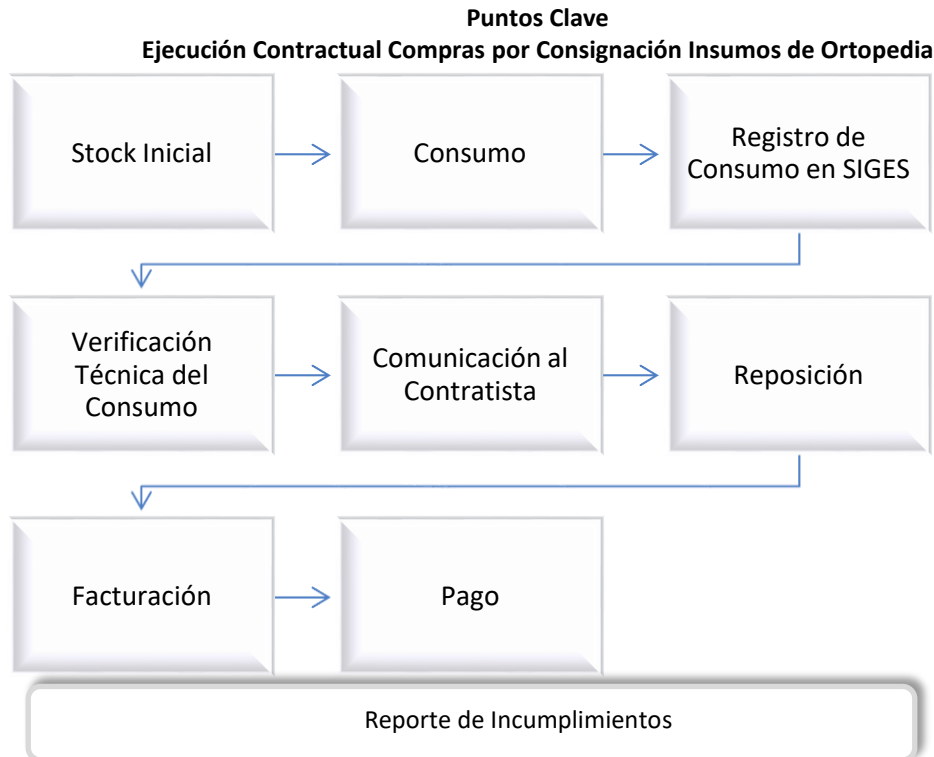 Puntos Clave
Ejecución Contractual Compras por Consignación Insumos de Ortopedia
Stock Inicial
Consumo
Registro de
Consumo en SIGES
Verificación
Técnica del
Consumo
Comunicación al
Contratista
Reposición
Facturación
Pago
Reporte de Incumplimientos